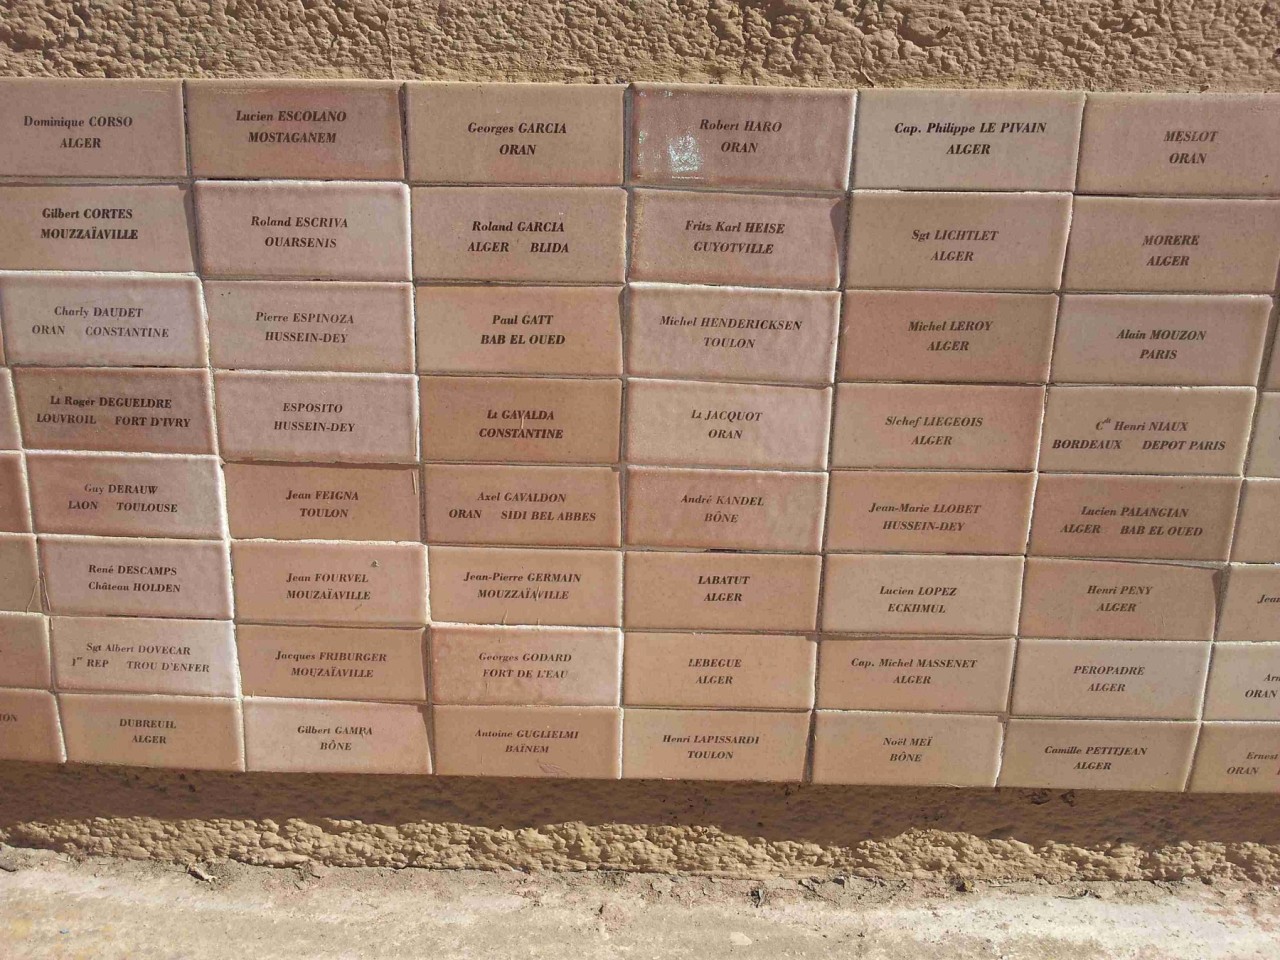 Dominique CORSO
ALGER
Lucien ESCOLANO
MOSTAGANEM
Georges GARCIA
ORAN
Robert HARO
ORAN
Cap. Philippe LE PIVAIN
ALGER
MESLOT
ORAN
Gilbert CORTES
MOUZZAÏAVILLE
Roland ESCRIVA
OUARSENIS
Roland GARCIA
ALGER BLIDA
Fritz Karl HEISE
GUYOTVILLE
Sgt LICHTLET
ALGER
MORERE
ALGER
Charly DAUDET
ORAN CONSTANTINE
Pierre ESPINOZA
HUSSEIN-DEY
Paul GATT
BAB EL OUED
Michel HENDERICKSEN
TOULON
Michel LEROY
ALGER
Alain MOUZON
PARIS
Lt Roger DEGUELDRE
LOUVROIL FORT D'IVRY
ESPOSITO
HUSSEIN-DEY
Lt GAVALDA
CONSTANTINE
Lt JACQUOT
ORAN
S/chef LIEGEOIS
ALGER
Cdt Henri NIAUX
BORDEAUX DEPOT PARIS
Guy DERAUW
LAON TOULOUSE
Jean FEIGNA
TOULON
Axel GAVALDON
ORAN SIDI BEL ABBES
André KANDEL
BÔNE
Jean-Marie LLOBET
HUSSEIN-DEY
Lucien PALANGIAN
ALGER BAB EL OUED
René DESCAMPS
Château HOLDEN
Jean FOURVEL
MOUZAÏAVILLE
Jean-Pierre GERMAIN
MOUZZAÏAVILLE
LABATUT
ALGER
Lucien LOPEZ
ECKHMUL
Henri PENY
ALGER
Sgt Albert DOVECAR
1er REP TROU D'ENFER
Jacques FRIBURGER
MOUZAÏAVILLE
Georges GODARD
FORT DE L'EAU
LEBEGUE
ALGER
Cap. Michel MASSENET
ALGER
PEROPADRE
ALGER
DUBREUIL
ALGER
Gilbert GAMBA
BÔNE
Antoine GUGLIELMI
BAÏNEM
Henri LAPISSARDI
TOULON
Noël MEÏ
BÔNE
Camille PETITJEAN
ALGER
Ernest
ORAN